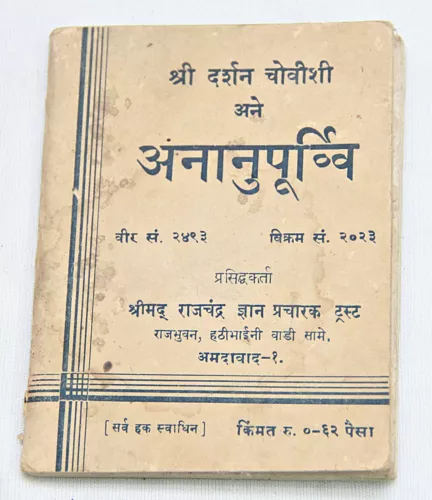 श्री दर्शन चोवीशी
अने
अनानुपूर्व्वि
वीर सं. २४९३ विक्रम सं. २०२३
प्रसिद्धकर्ता
श्रीमद् राजचंद्र ज्ञान प्रचारक ट्रस्ट
राजभुवन, हठीभाईनी वाडी सामे,
अमदावाद-१.
[सर्व हक स्वाधिन] किंमत रु. ०-६२ पैसा